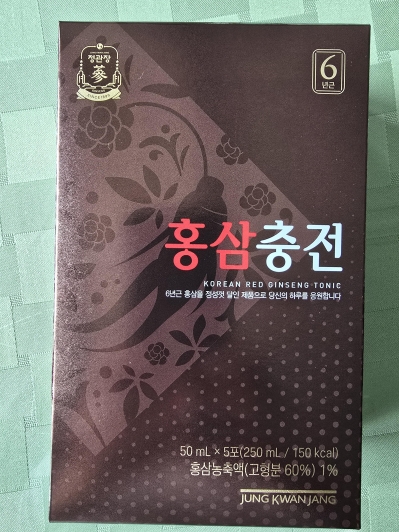 정관장
蔘
SINCE1899
6
년근
홍삼충전
KOREAN RED GINSENG TONIC
6년근 홍삼을 정성껏 달인 제품으로 당신의 하루를 응원합니다
50 mL × 5포(250 mL / 150 kcal)
홍삼농축액(고형분 60%) 1%
JUNG KWAN JANG